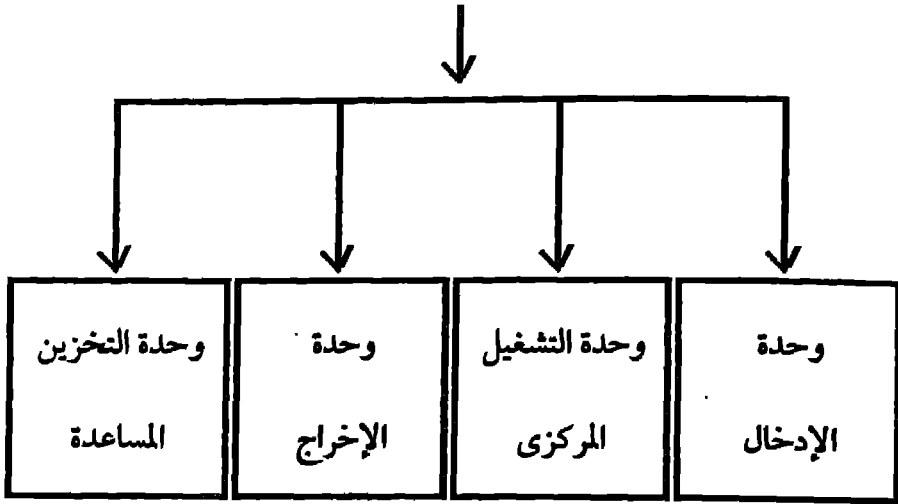 وحدة
الإدخال
وحدة التشغيل
المركزى
وحدة
الإخراج
وحدة التخزين
المساعدة